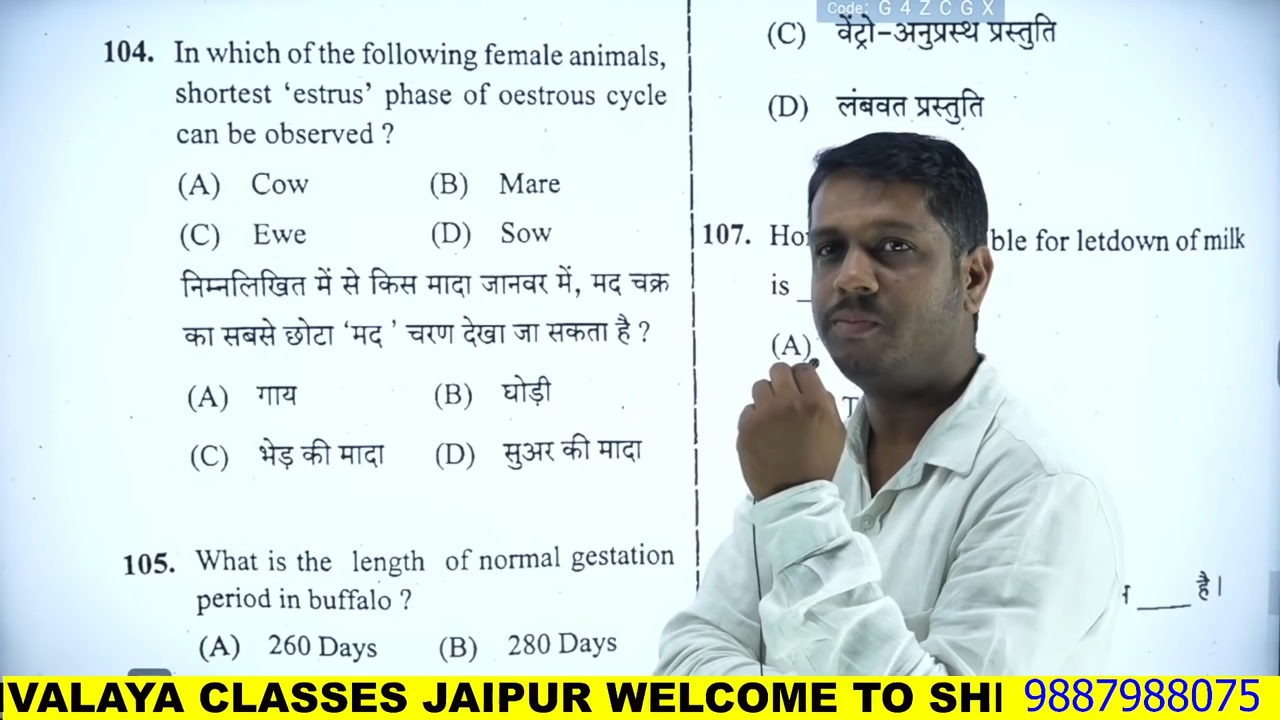 Code: G 4 Z C G X
104. In which of the following female animals,
shortest ‘estrus’ phase of oestrous cycle
can be observed ?
(A) Cow (B) Mare
(C) Ewe (D) Sow
निम्नलिखित में से किस मादा जानवर में, मद चक्र
का सबसे छोटा ‘मद ’ चरण देखा जा सकता है ?
(A) गाय (B) घोड़ी
(C) भेड़ की मादा (D) सुअर की मादा
105. What is the length of normal gestation
period in buffalo ?
(A) 260 Days (B) 280 Days
(C) वेंट्रो-अनुप्रस्थ प्रस्तुति
(D) लंबवत प्रस्तुति
107. ble for letdown of milk
is _
(A)
____ है।
IVALAYA CLASSES JAIPUR WELCOME TO SHI 9887988075